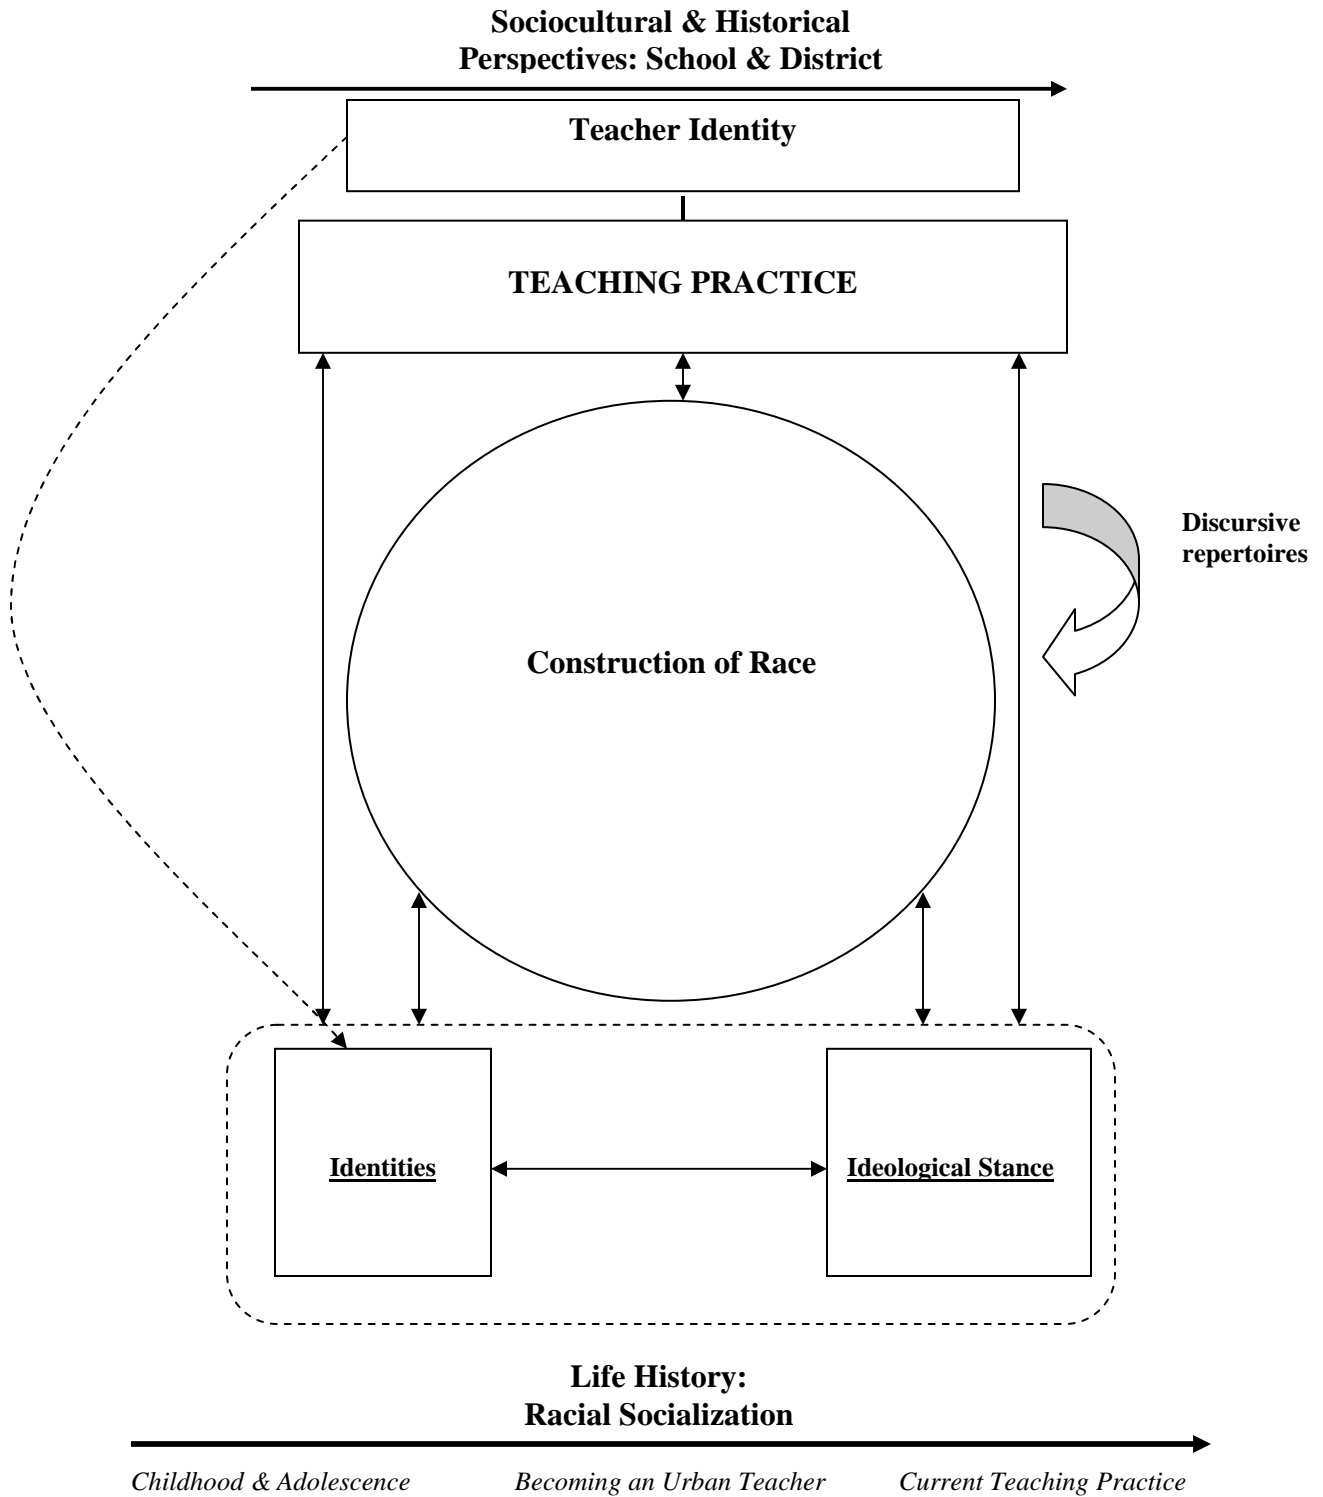 Sociocultural & Historical
Perspectives: School & District
Teacher Identity
TEACHING PRACTICE
Discursive
repertoires
Construction of Race
Identities
Ideological Stance
Life History:
Racial Socialization
Childhood & Adolescence
Becoming an Urban Teacher
Current Teaching Practice